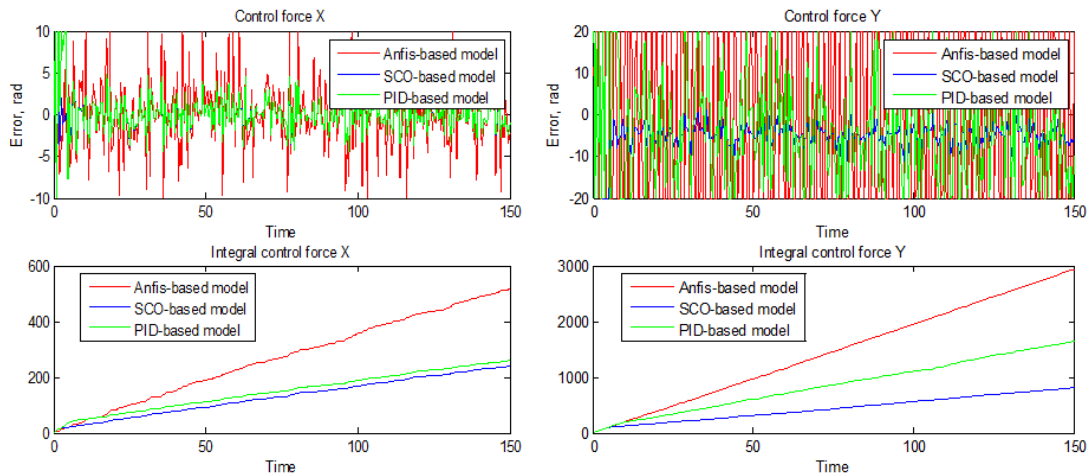 Control force X
10
5
0
-5
-10
Error, rad
0
50
100
150
Time
Anfis-based model
SCO-based model
PID-based model
Control force Y
20
10
0
-10
-20
Error, rad
0
50
100
150
Time
Anfis-based model
SCO-based model
PID-based model
Integral control force X
600
400
200
0
0
50
100
150
Time
Anfis-based model
SCO-based model
PID-based model
Integral control force Y
3000
2000
1000
0
0
50
100
150
Time
Anfis-based model
SCO-based model
PID-based model